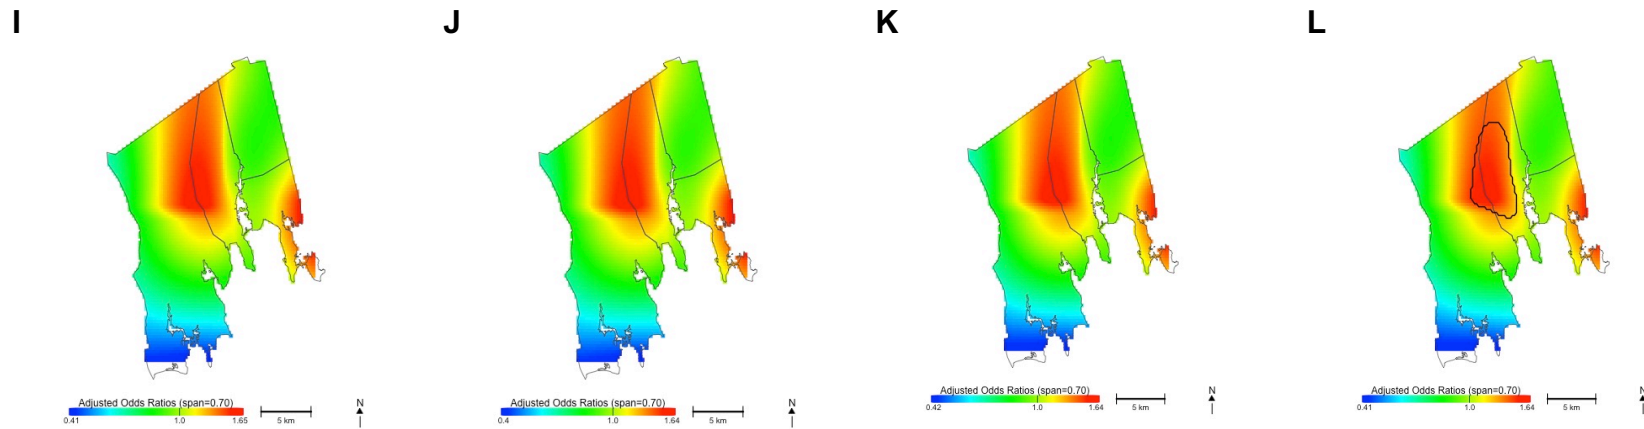 I J K L
Adjusted Odds Ratios (span=0.70)
0.41 1.0 1.65 5 km N
Adjusted Odds Ratios (span=0.70)
0.4 1.0 1.64 5 km N
Adjusted Odds Ratios (span=0.70)
0.42 1.0 1.64 5 km N
Adjusted Odds Ratios (span=0.70)
0.41 1.0 1.64 5 km